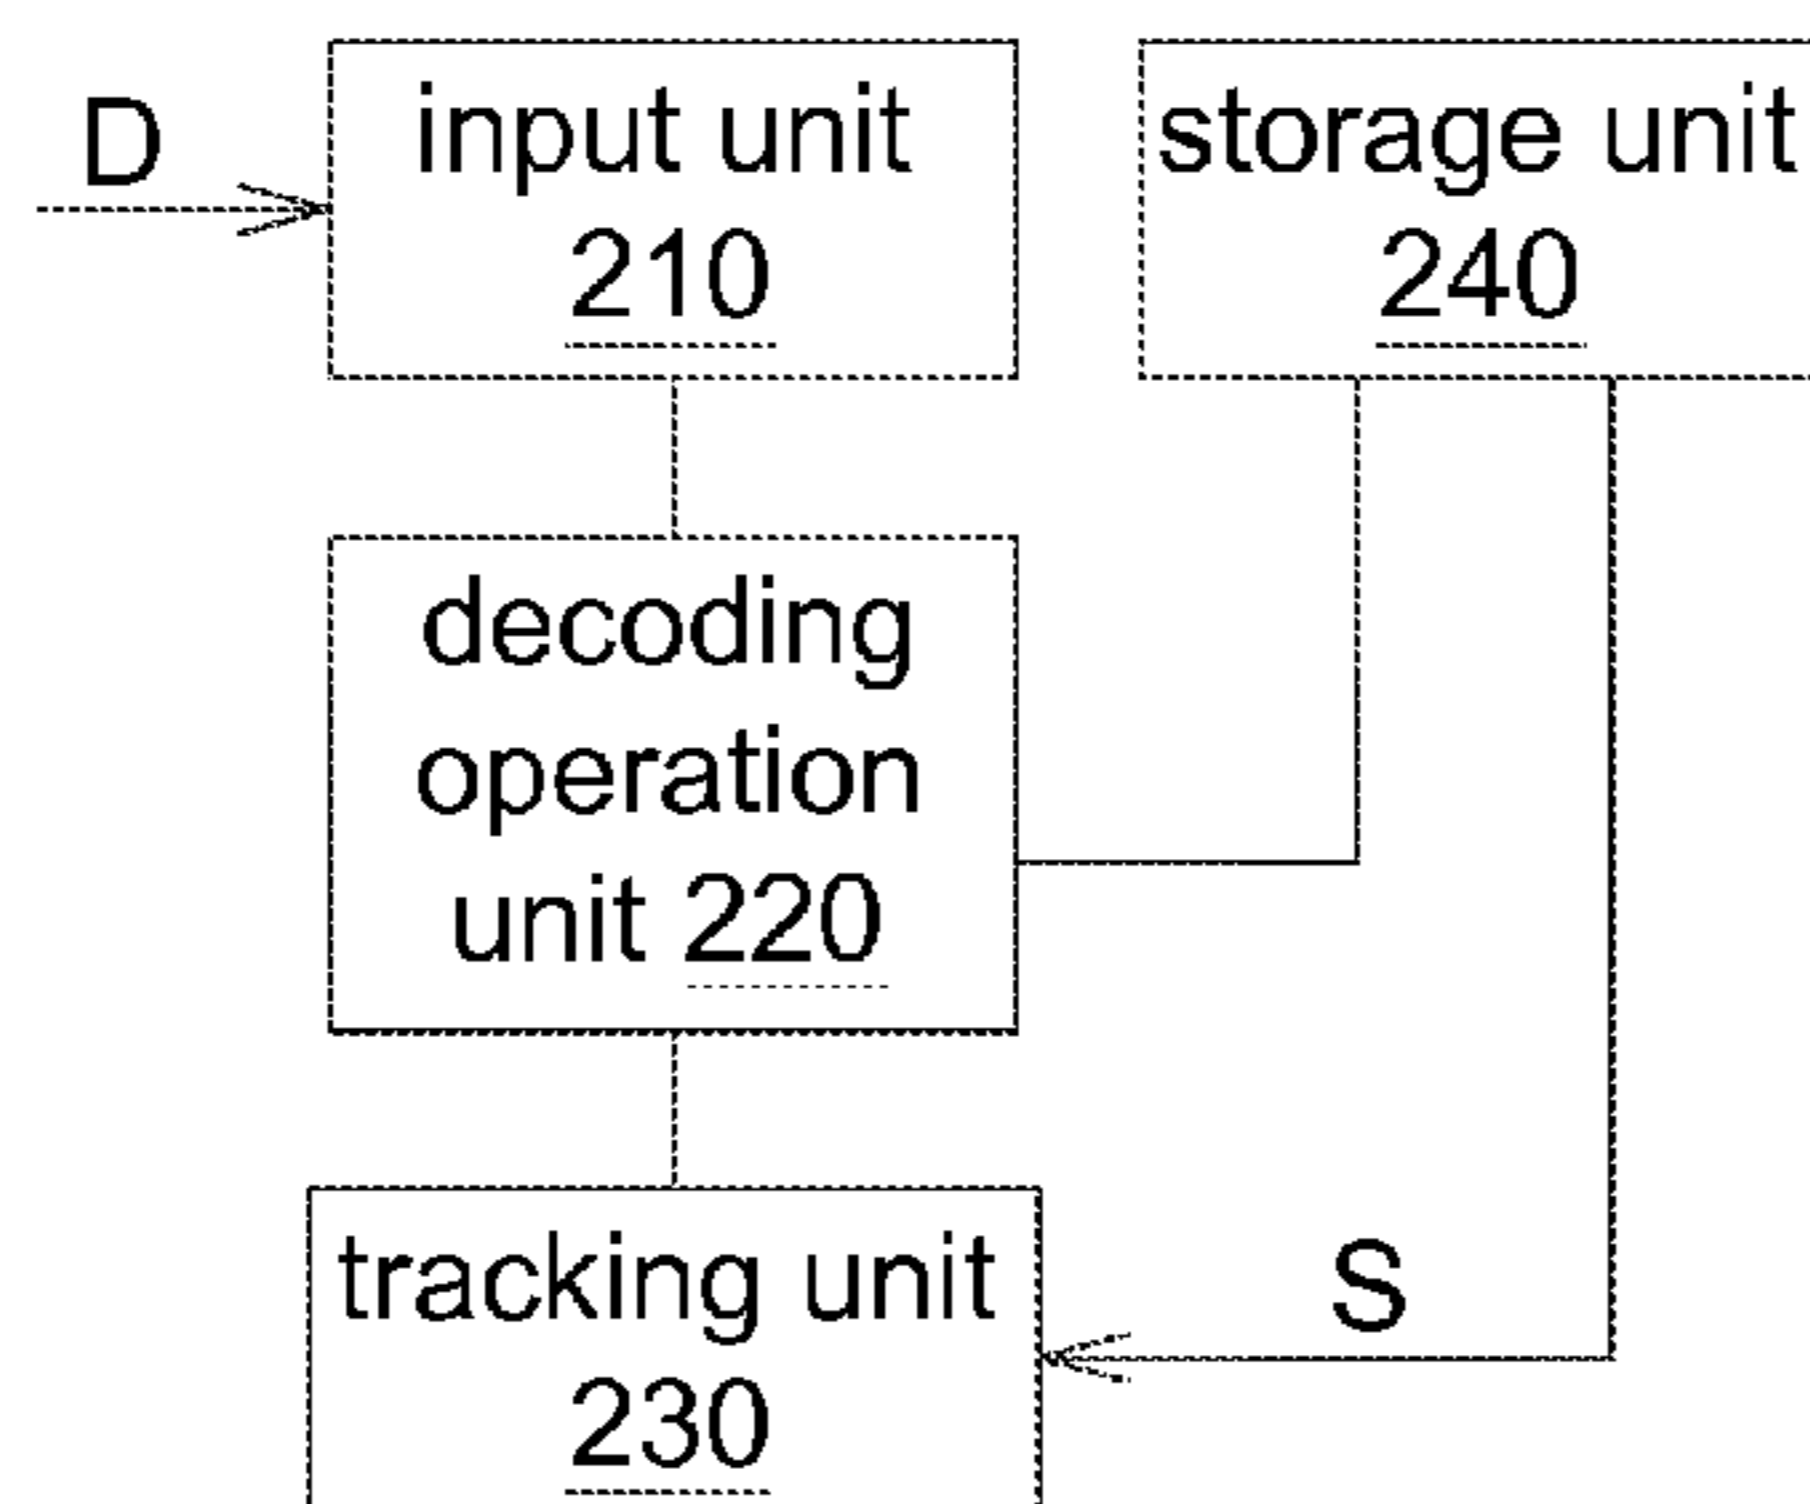 D
input unit
210
storage unit
240
decoding
operation
unit 220
tracking unit
230
S